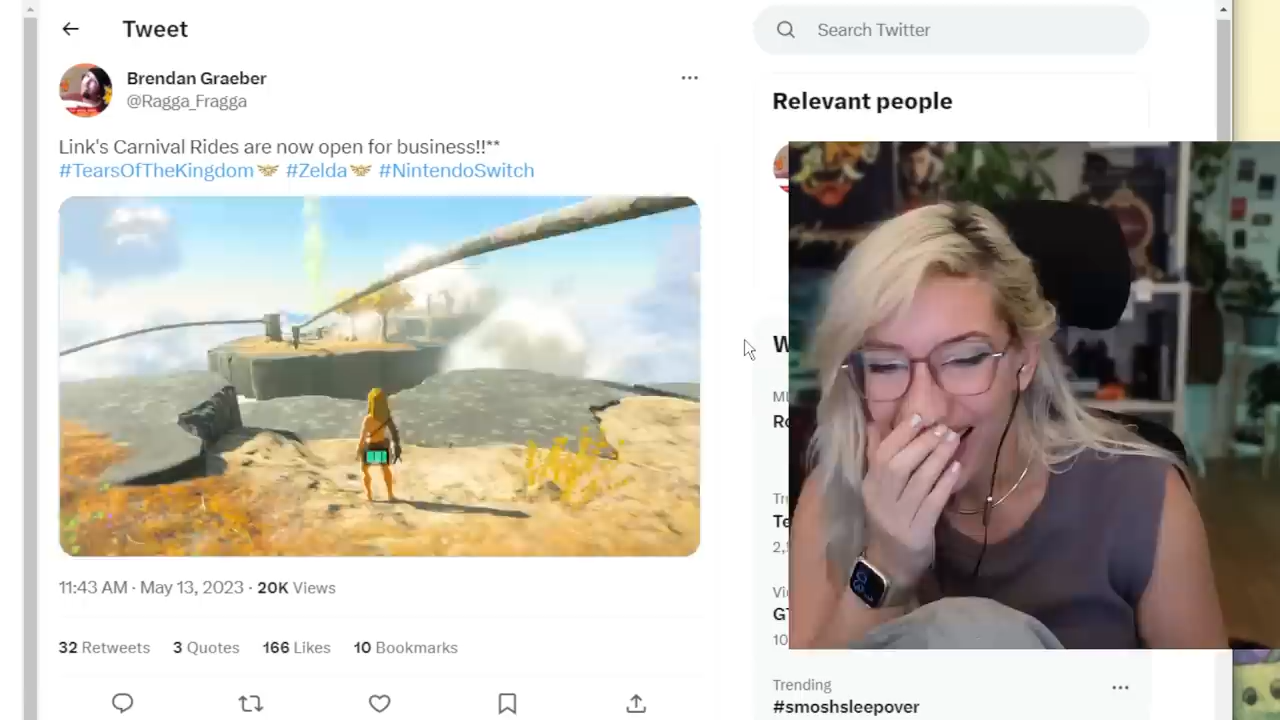 Tweet
Search Twitter
Brendan Graeber
@Ragga_Fragga
Link's Carnival Rides are now open for business!!**
#TearsOfTheKingdom #Zelda #NintendoSwitch
11:43 AM · May 13, 2023 · 20K Views
32 Retweets 3 Quotes 166 Likes 10 Bookmarks
Relevant people
Trending
#smoshsleepover